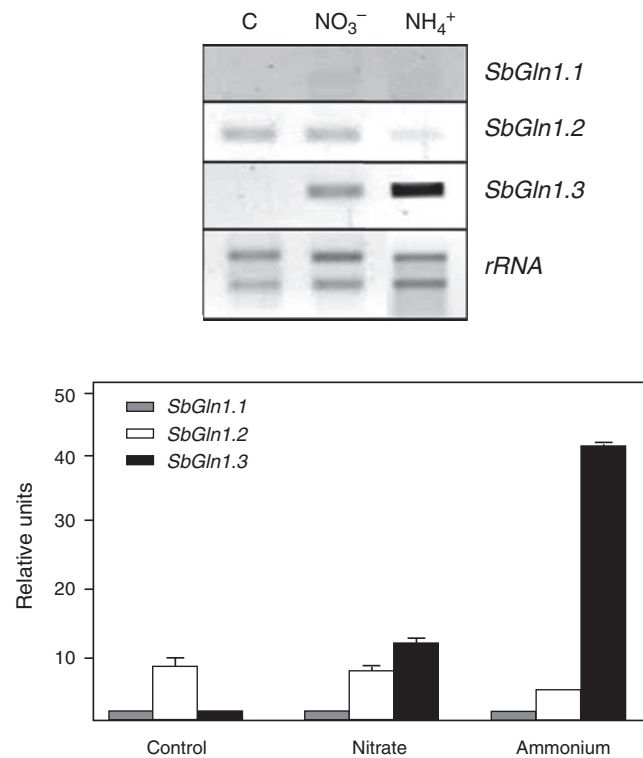 C NO₃⁻ NH₄⁺
SbGln1.1
SbGln1.2
SbGln1.3
rRNA
50
40
30
20
10
Relative units
SbGln1.1
SbGln1.2
SbGln1.3
Control Nitrate Ammonium